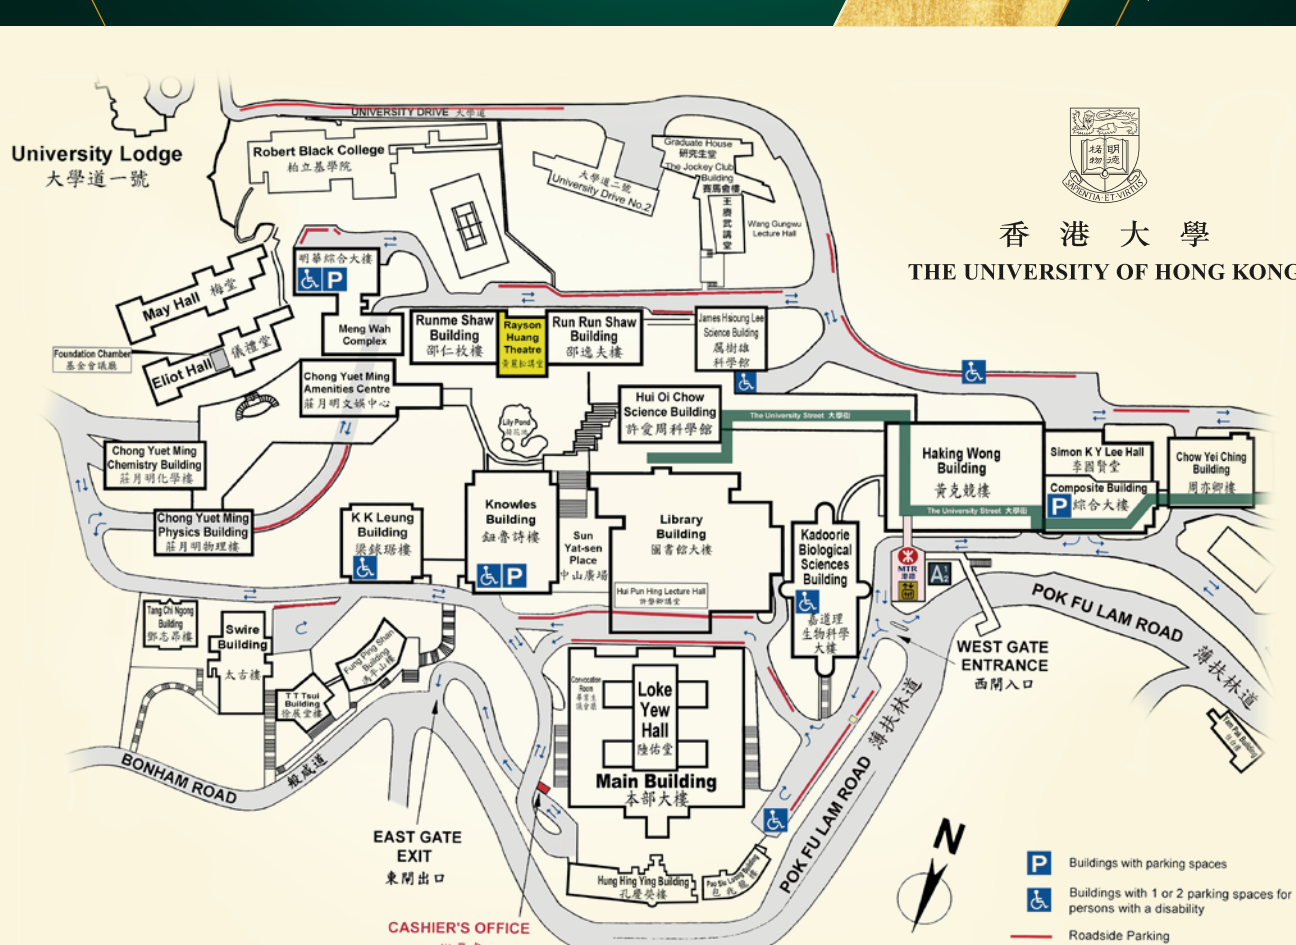 UNIVERSITY DRIVE 大學道
University Lodge
大學道一號
Robert Black College
柏立基學院
大學道二號
University Drive No.2
Graduate House
研究生堂
The Jockey Club
Building
賽馬會樓
王賡武講堂
Wang Gungwu
Lecture Hall
香港大學
THE UNIVERSITY OF HONG KONG
明華綜合大樓
P
Meng Wah
Complex
May Hall 梅堂
Eliot Hall 儀禮堂
Foundation Chamber
基金會議廳
Runme Shaw
Building
邵仁枚樓
Rayson
Huang
Theatre
黃麗松講堂
Run Run Shaw
Building
邵逸夫樓
James Hsioung Lee
Science Building
厲樹雄
科學館
Chong Yuet Ming
Amenities Centre
莊月明文娛中心
Lily Pond
荷花池
Hui Oi Chow
Science Building
許愛周科學館
The University Street 大學街
Haking Wong
Building
黃克競樓
The University Street 大學街
Simon K Y Lee Hall
李國賢堂
Composite Building
P
綜合大樓
Chow Yei Ching
Building
周亦卿樓
Chong Yuet Ming
Chemistry Building
莊月明化學樓
Chong Yuet Ming
Physics Building
莊月明物理樓
K K Leung
Building
梁銶琚樓
Knowles
Building
鈕魯詩樓
P
Sun
Yat-sen
Place
中山廣場
Library
Building
圖書館大樓
Hui Pun Hing Lecture Hall
許磐卿講堂
Kadoorie
Biological
Sciences
Building
嘉道理
生物科學
大樓
MTR
港鐵
A1
2
WEST GATE
ENTRANCE
西閘入口
POK FU LAM ROAD 薄扶林道
Tam Pak Building
Tang Chi Ngong
Building
鄧志昂樓
Swire
Building
太古樓
Fung Ping Shan
Building
馮平山樓
T T Tsui
Building
徐展堂樓
Convocation
Room
畢業生
議會廳
Loke
Yew
Hall
陸佑堂
Main Building
本部大樓
BONHAM ROAD 般咸道
EAST GATE
EXIT
東閘出口
CASHIER'S OFFICE
Hung Hing Ying Building
孔慶熒樓
Pao Siu Loong Building
包兆龍樓
POK FU LAM ROAD 薄扶林道
N
P
Buildings with parking spaces
Buildings with 1 or 2 parking spaces for
persons with a disability
Roadside Parking